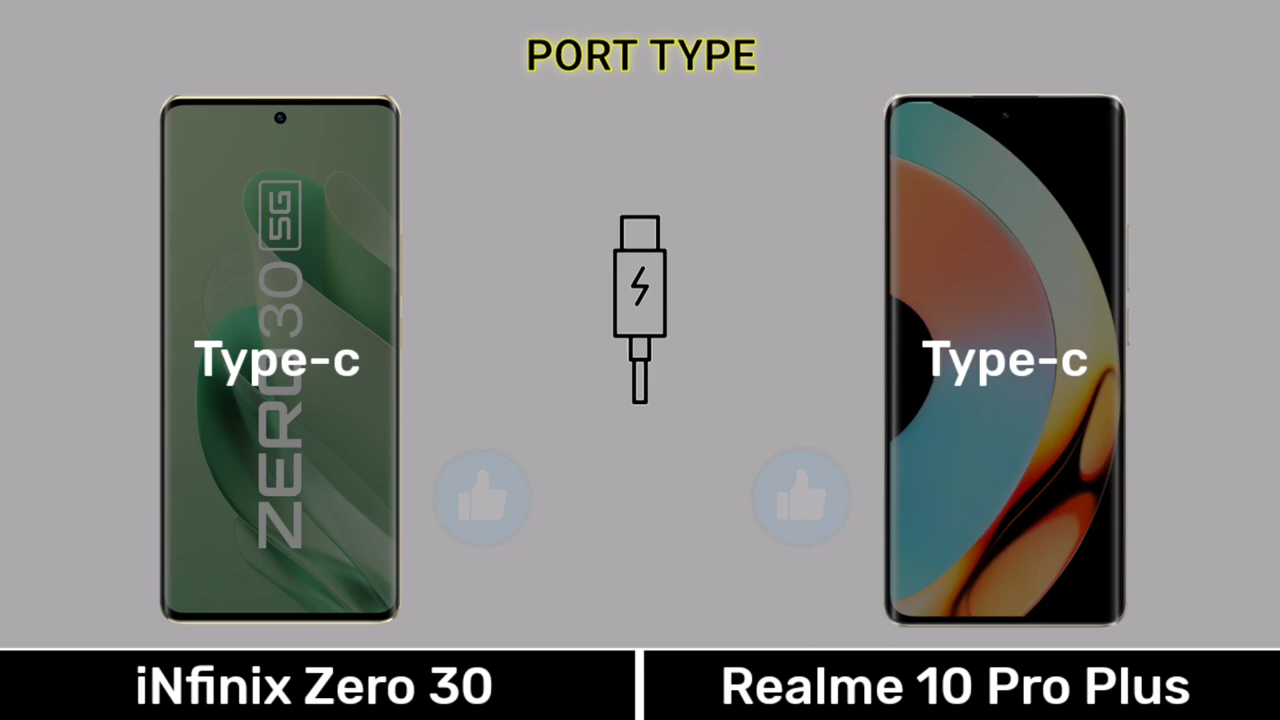 PORT TYPE
ZERO 30 5G
Type-c
Type-c
iNfinix Zero 30
Realme 10 Pro Plus